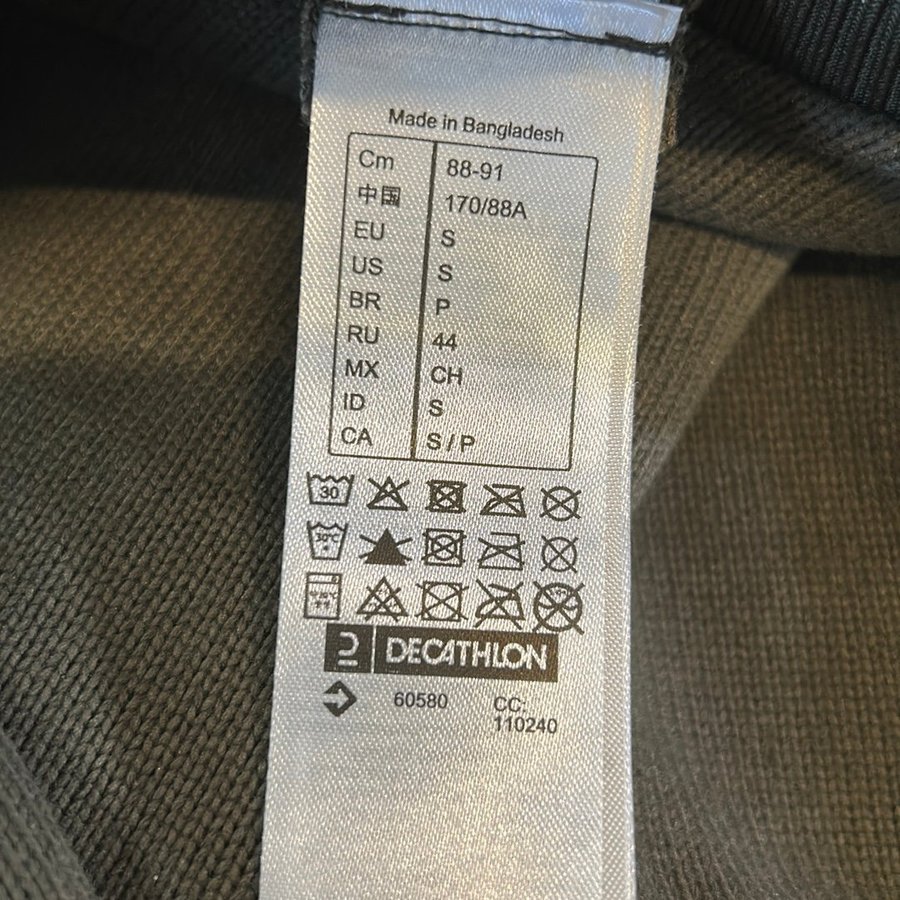 Made in Bangladesh
Cm 88-91
中国 170/88A
EU S
US S
BR P
RU 44
MX CH
ID S
CA S / P
30
30°C
DECATHLON
60580 CC:
110240